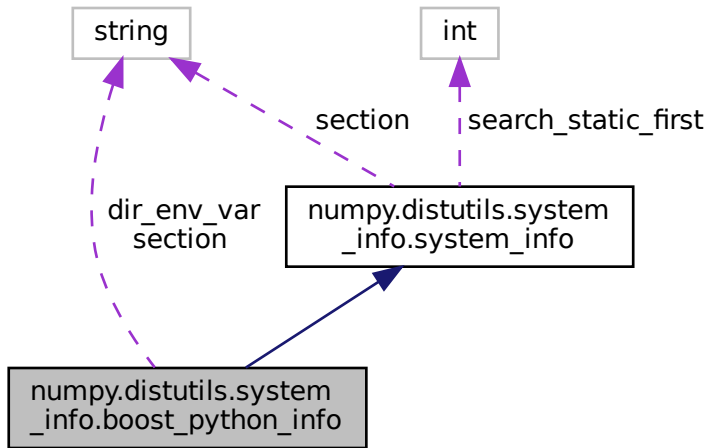 string
int
section
search_static_first
dir_env_var
section
numpy.distutils.system
_info.system_info
numpy.distutils.system
_info.boost_python_info